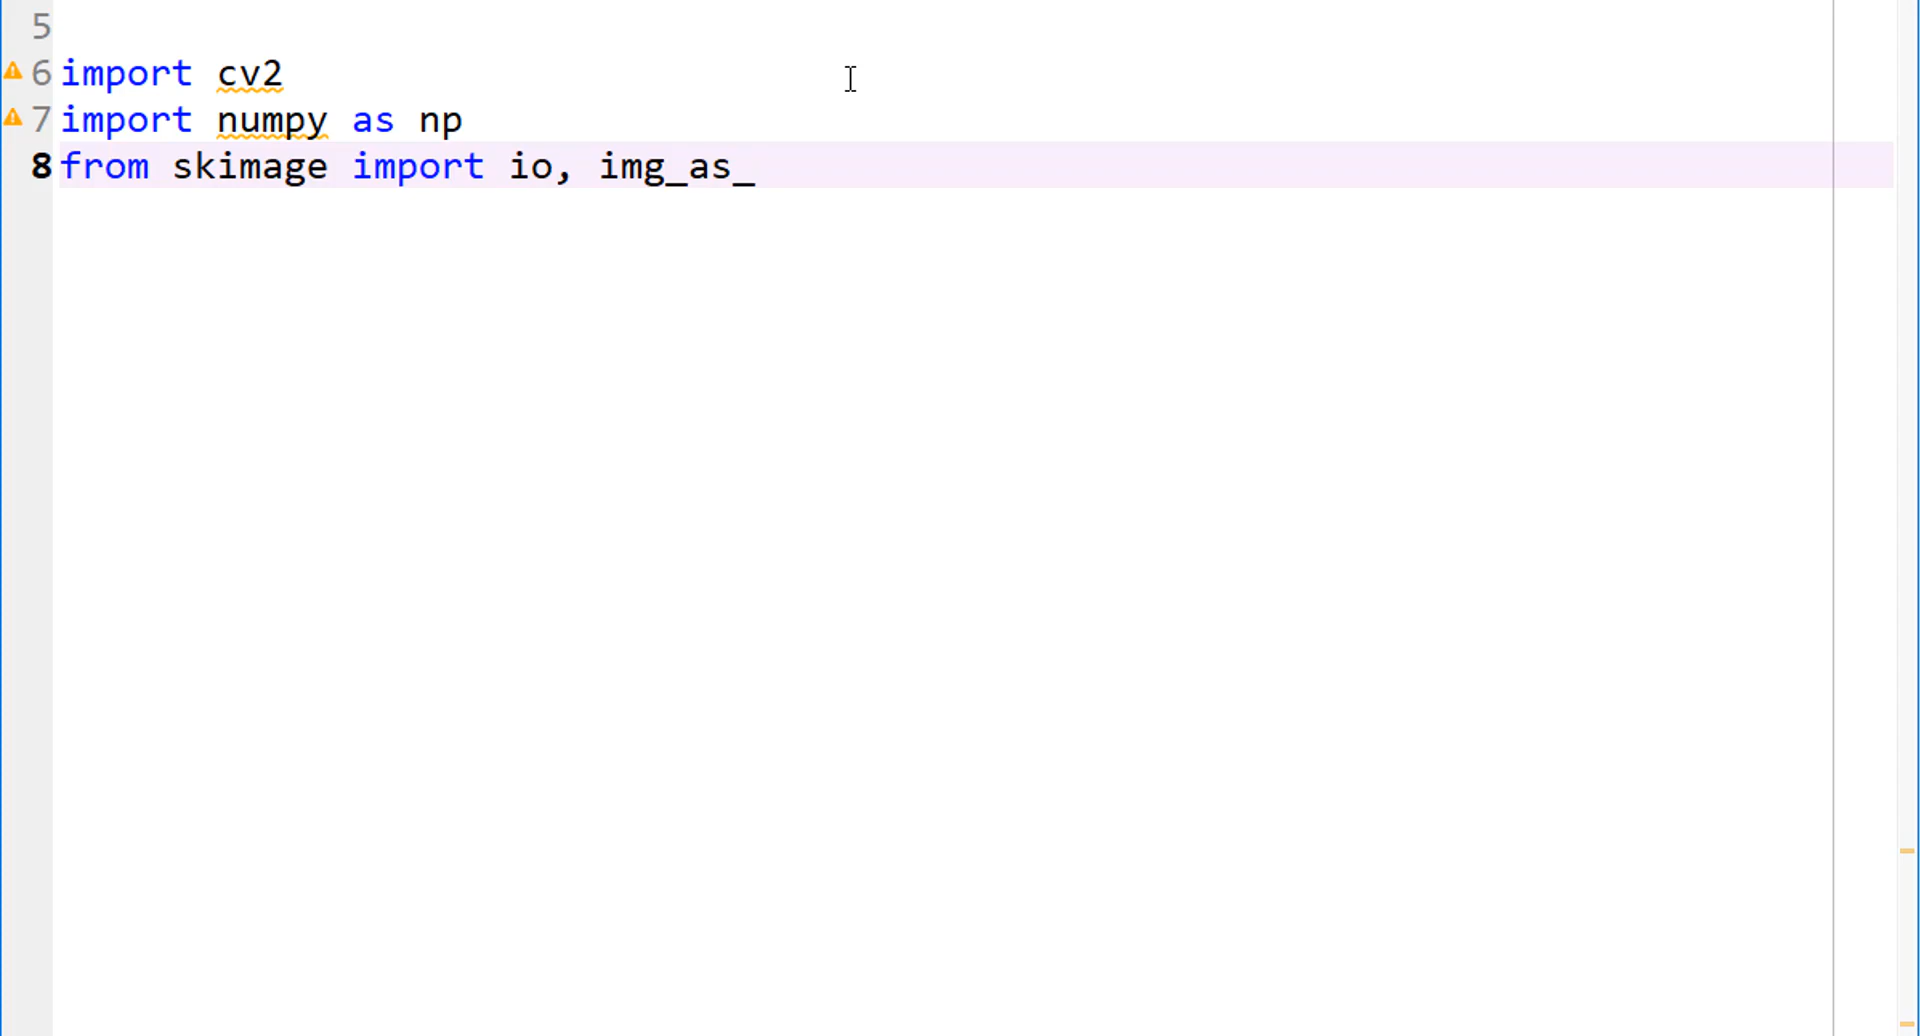 5
6 import cv2
7 import numpy as np
8 from skimage import io, img_as_